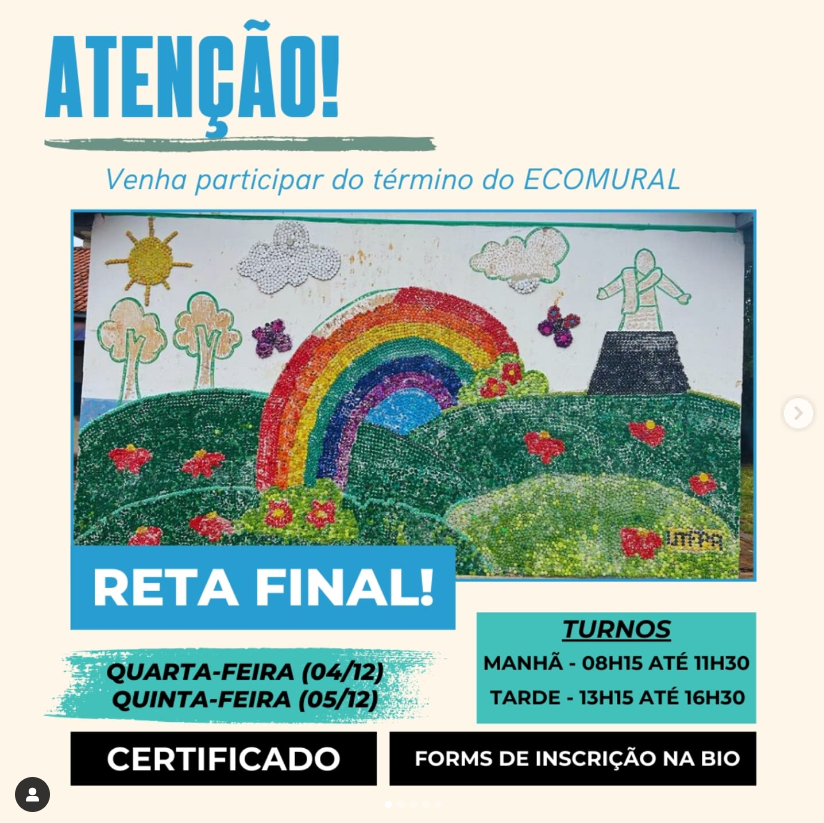 ATENÇÃO!
Venha participar do término do ECOMURAL
UTFPR
RETA FINAL!
QUARTA-FEIRA (04/12)
QUINTA-FEIRA (05/12)
TURNOS
MANHÃ - 08H15 ATÉ 11H30
TARDE - 13H15 ATÉ 16H30
CERTIFICADO
FORMS DE INSCRIÇÃO NA BIO